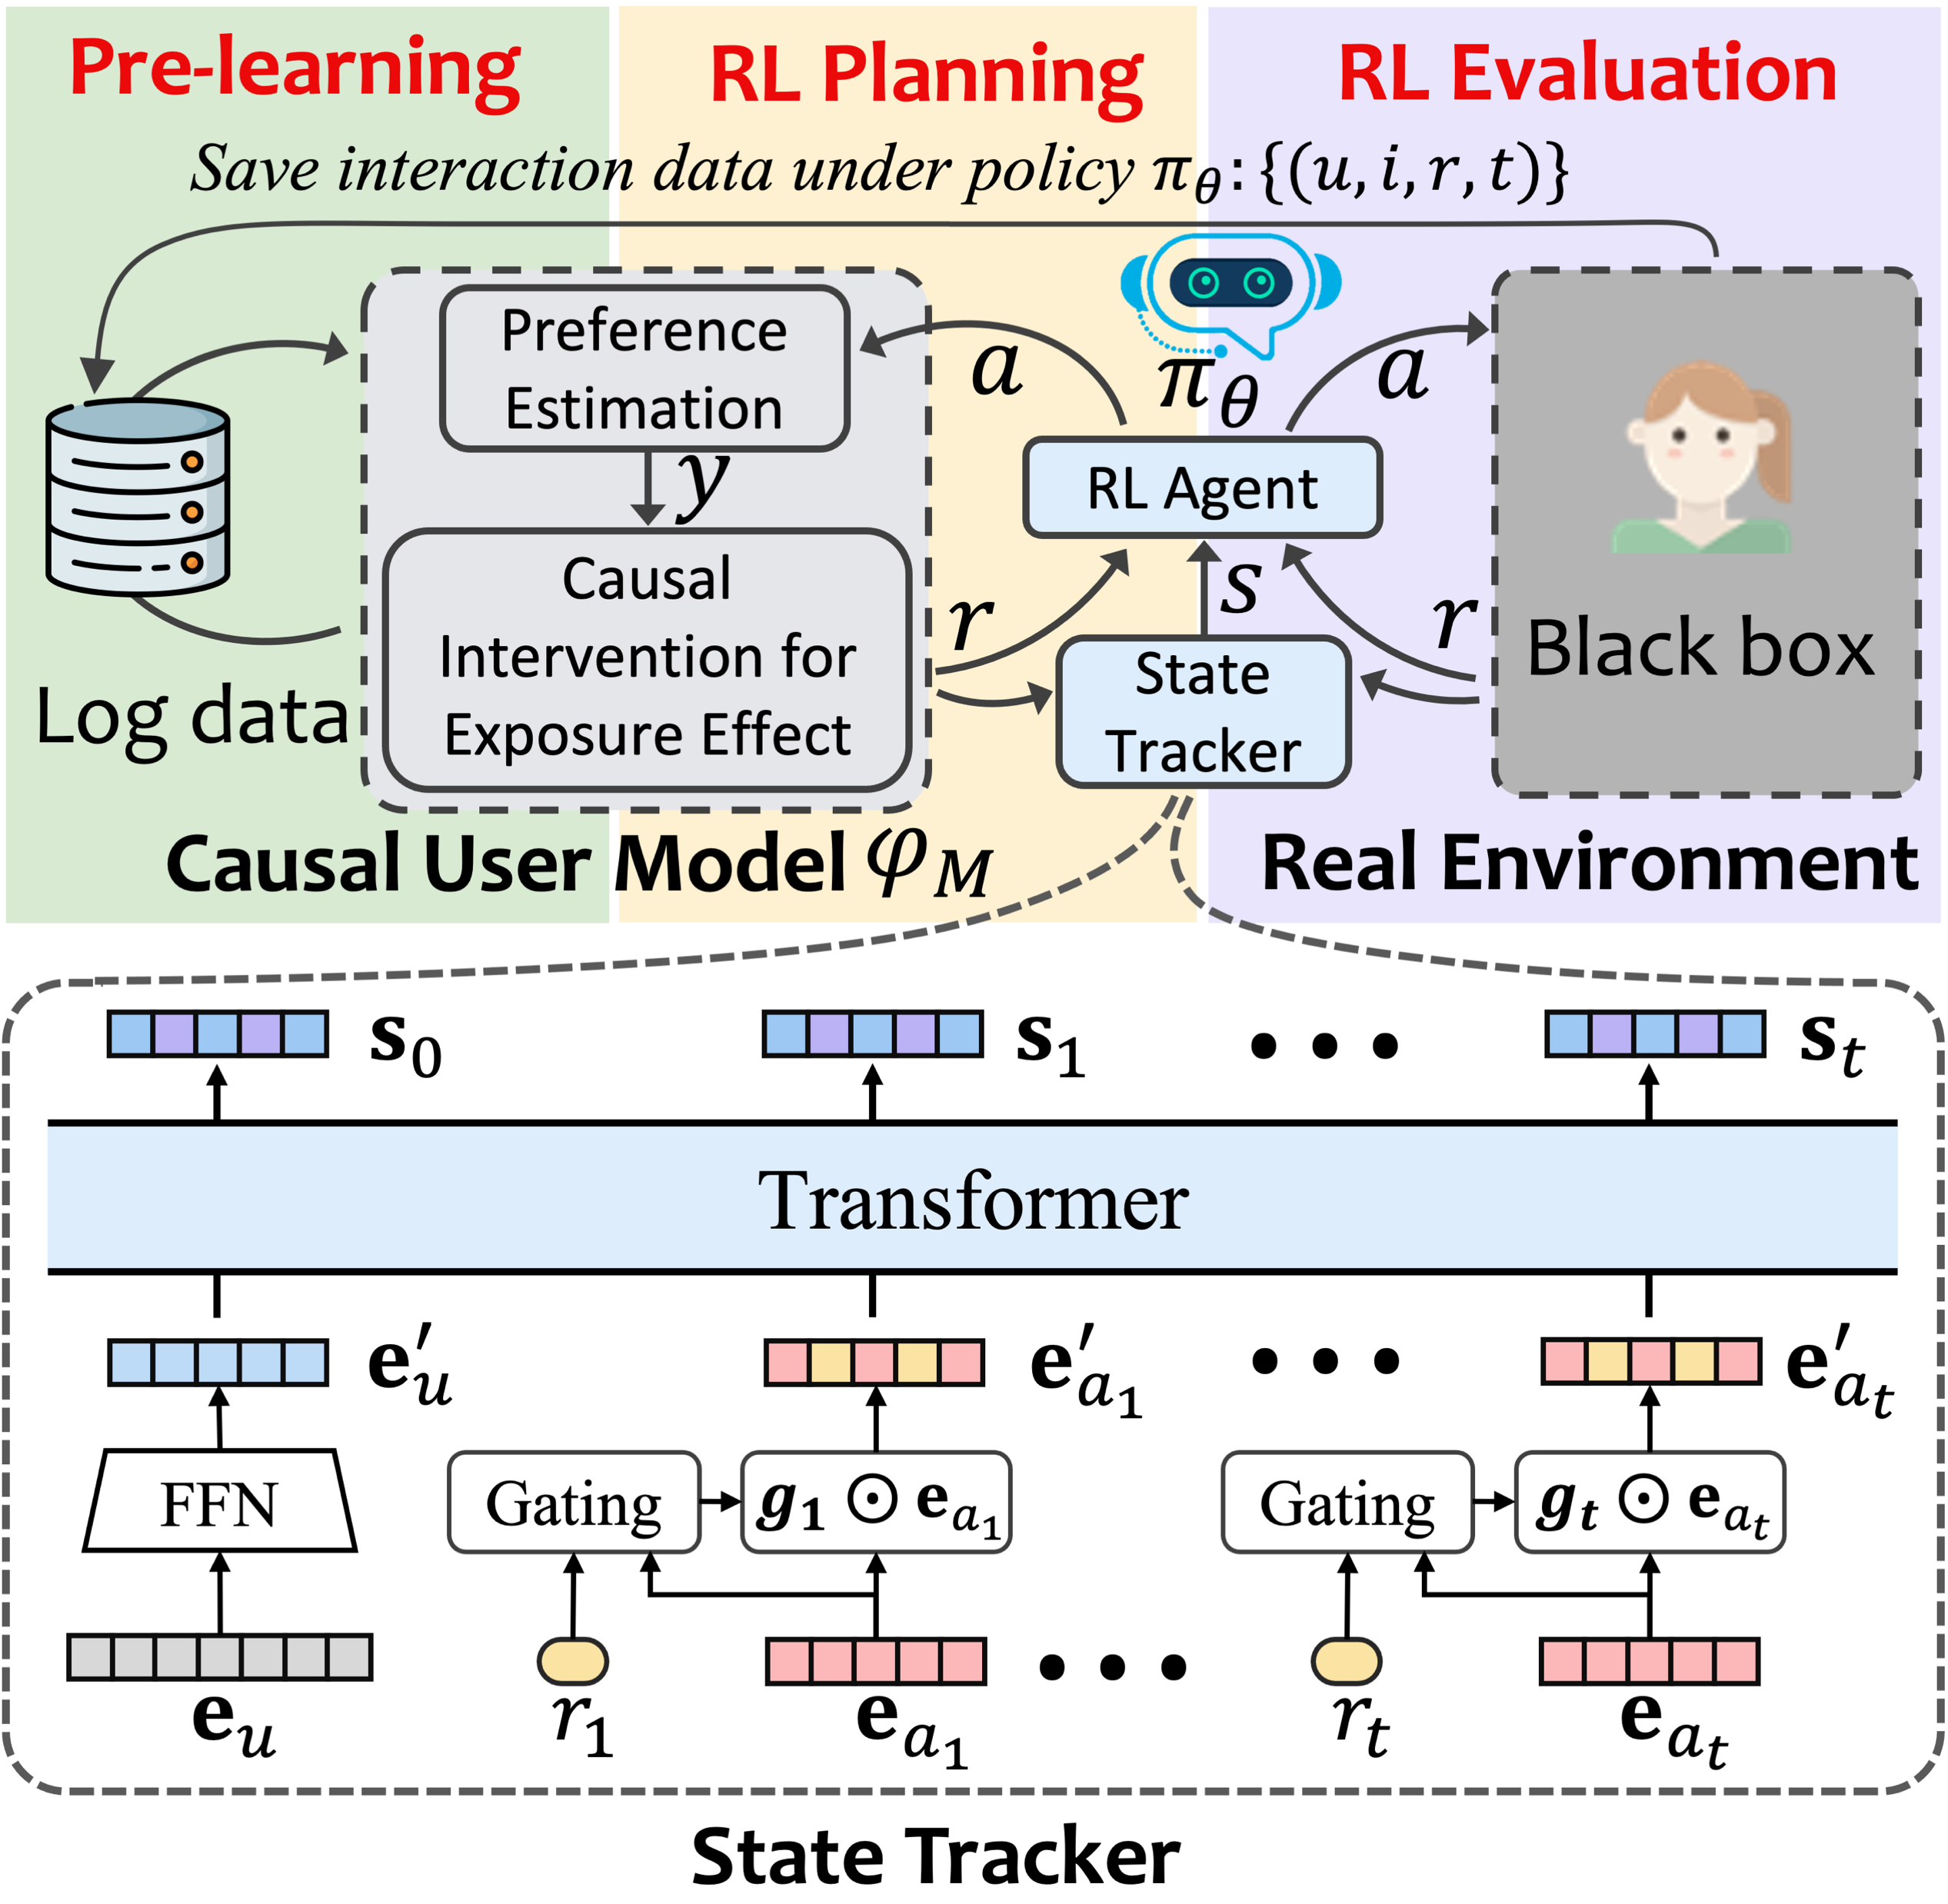 Pre-learning
RL Planning
RL Evaluation
Save interaction data under policy π_θ: {(u, i, r, t)}
Preference
Estimation
y
Causal
Intervention for
Exposure Effect
a
π_θ
a
RL Agent
r
s
r
State
Tracker
Black box
Log data
Causal User Model φ_M
Real Environment
s_0
s_1
• • •
s_t
Transformer
e′_u
e′_{a_1}
• • •
e′_{a_t}
FFN
Gating
g_1 ⊙ e_{a_1}
Gating
g_t ⊙ e_{a_t}
• • •
e_u
r_1
e_{a_1}
r_t
e_{a_t}
State Tracker